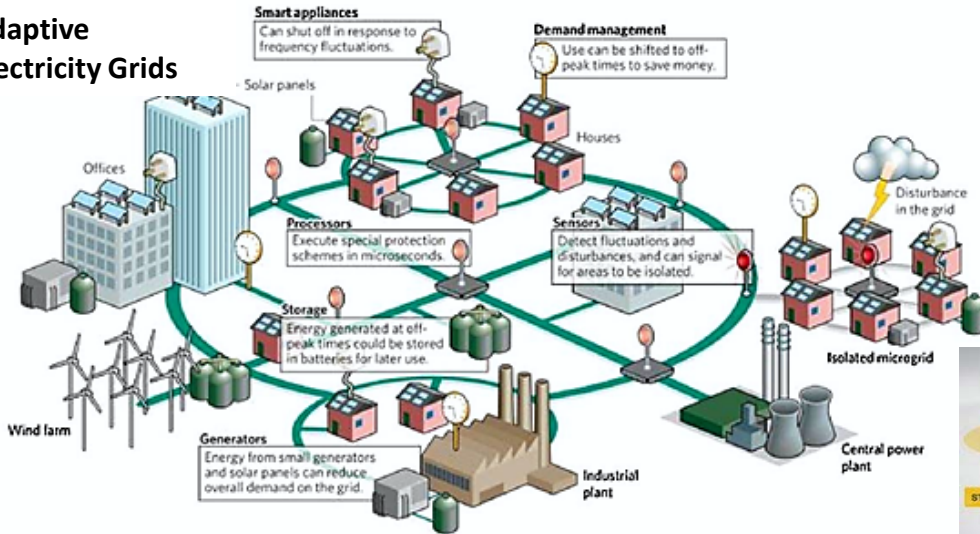 daptive
ectricity Grids
Smart appliances
Can shut off in response to
frequency fluctuations.
Demand management
Use can be shifted to off-
peak times to save money.
Solar panels
Houses
Offices
Disturbance
in the grid
Processors
Execute special protection
schemes in microseconds.
Sensors
Detect fluctuations and
disturbances, and can signal
for areas to be isolated.
Storage
Energy generated at off-
peak times could be stored
in batteries for later use.
Isolated microgrid
Wind farm
Generators
Energy from small generators
and solar panels can reduce
overall demand on the grid.
Industrial
plant
Central power
plant
ST